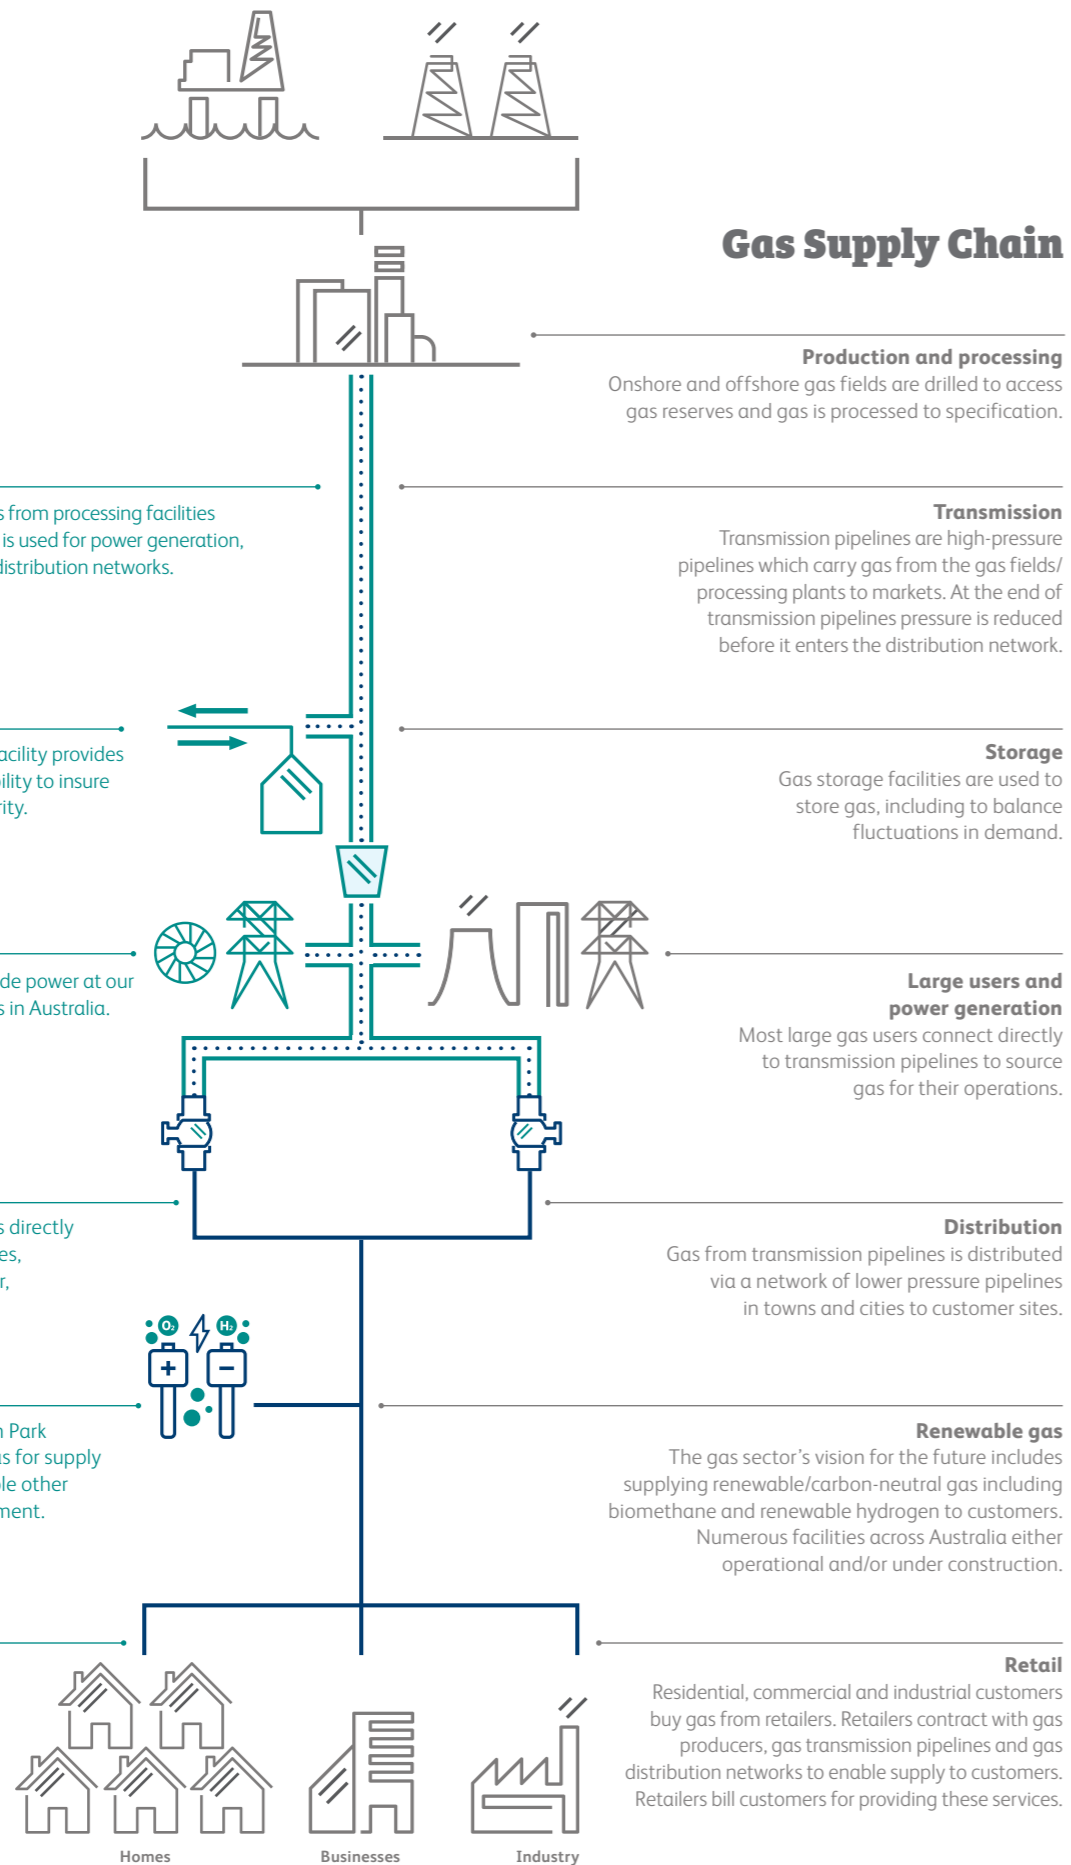 Gas Supply Chain
Production and processing
Onshore and offshore gas fields are drilled to access
gas reserves and gas is processed to specification.
from processing facilities
is used for power generation,
distribution networks.
Transmission
Transmission pipelines are high-pressure
pipelines which carry gas from the gas fields/
processing plants to markets. At the end of
transmission pipelines pressure is reduced
before it enters the distribution network.
provides
to insure
Storage
Gas storage facilities are used to
store gas, including to balance
fluctuations in demand.
power at our
in Australia.
Large users and
power generation
Most large gas users connect directly
to transmission pipelines to source
gas for their operations.
directly
Distribution
Gas from transmission pipelines is distributed
via a network of lower pressure pipelines
in towns and cities to customer sites.
O₂
H₂
+
−
Park
for supply
other
Renewable gas
The gas sector’s vision for the future includes
supplying renewable/carbon-neutral gas including
biomethane and renewable hydrogen to customers.
Numerous facilities across Australia either
operational and/or under construction.
Retail
Residential, commercial and industrial customers
buy gas from retailers. Retailers contract with gas
producers, gas transmission pipelines and gas
distribution networks to enable supply to customers.
Retailers bill customers for providing these services.
Homes
Businesses
Industry